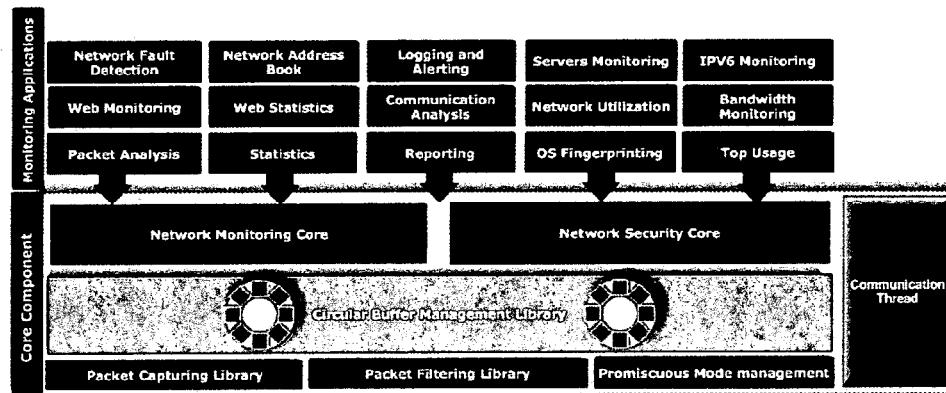 Monitoring Applications
Network Fault
Detection
Network Address
Book
Logging and
Alerting
Servers Monitoring
IPV6 Monitoring
Web Monitoring
Web Statistics
Communication
Analysis
Network Utilization
Bandwidth
Monitoring
Packet Analysis
Statistics
Reporting
OS Fingerprinting
Top Usage
Core Component
Network Monitoring Core
Network Security Core
Communication
Thread
Circular Buffer Management Library
Packet Capturing Library
Packet Filtering Library
Promiscuous Mode management